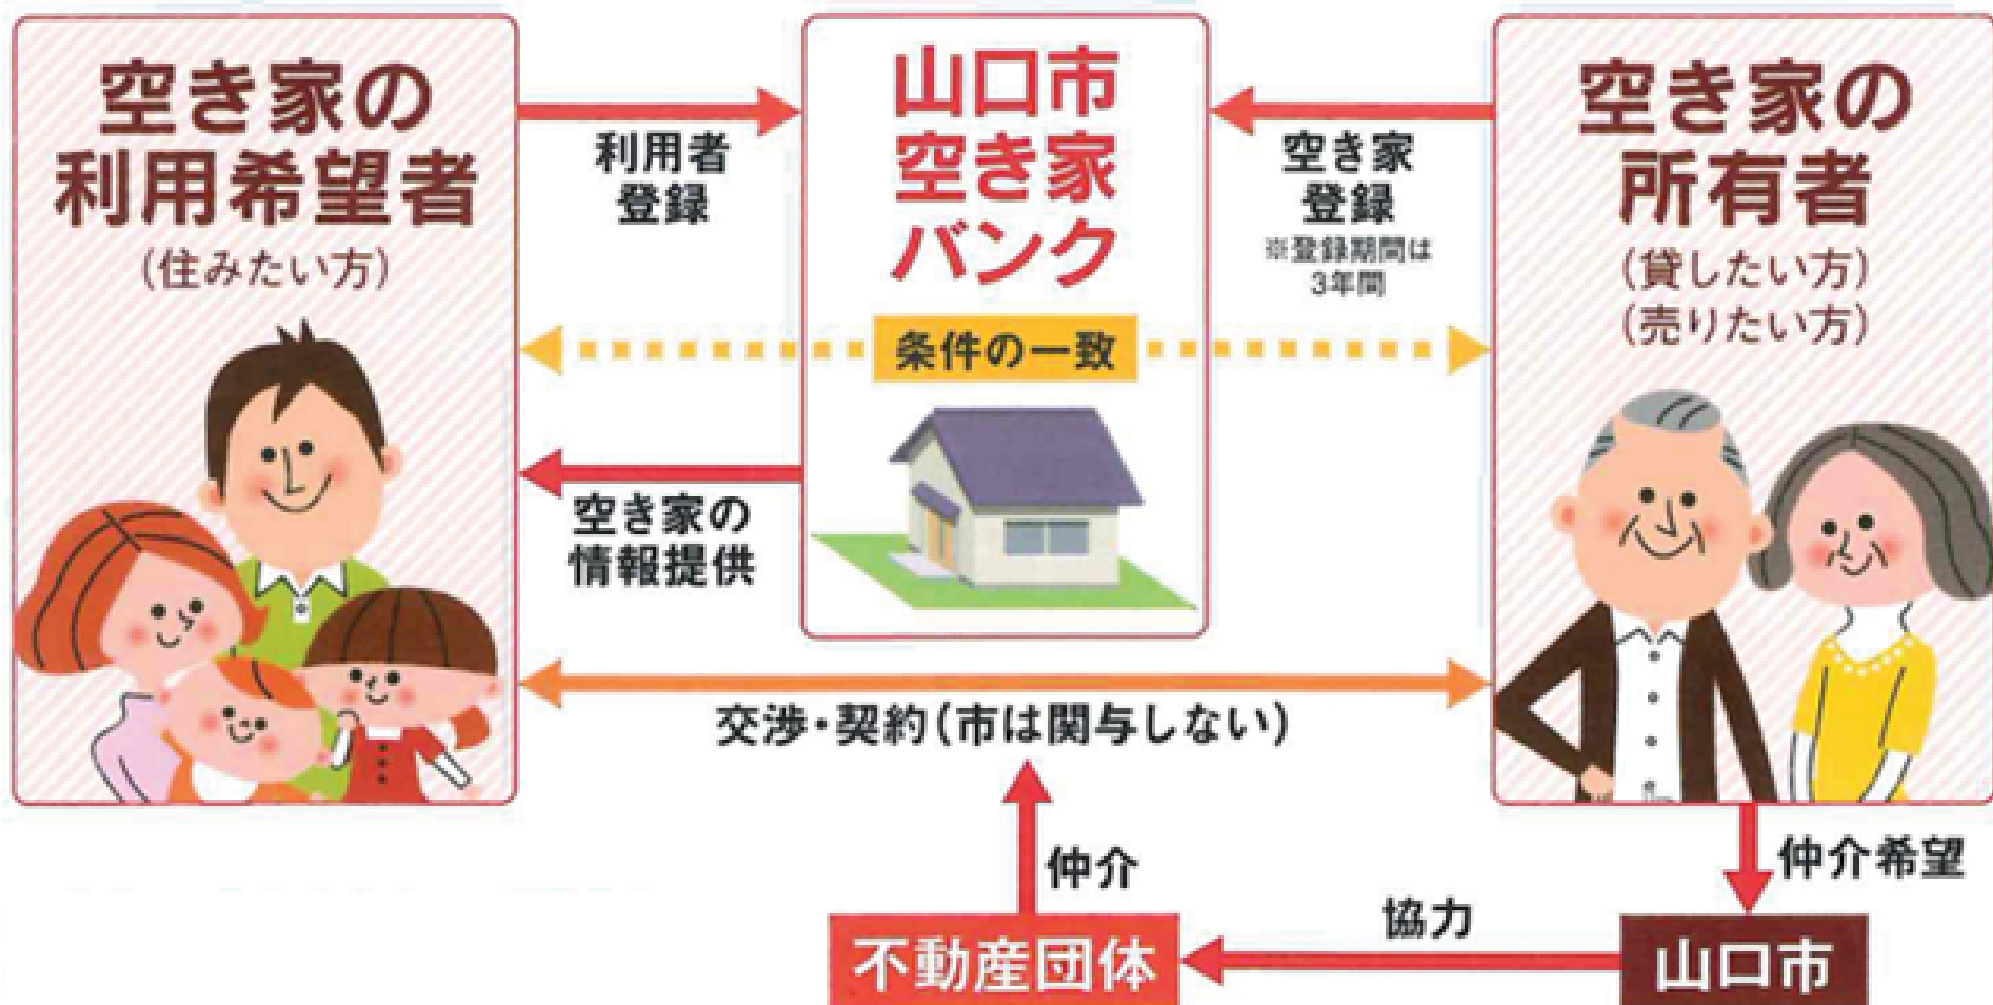 空き家の
利用希望者
(住みたい方)
利用者
登録
山口市
空き家
バンク
空き家
登録
※登録期間は
3年間
空き家の
所有者
(貸したい方)
(売りたい方)
条件の一致
空き家の
情報提供
交渉・契約(市は関与しない)
仲介
仲介希望
協力
不動産団体
山口市